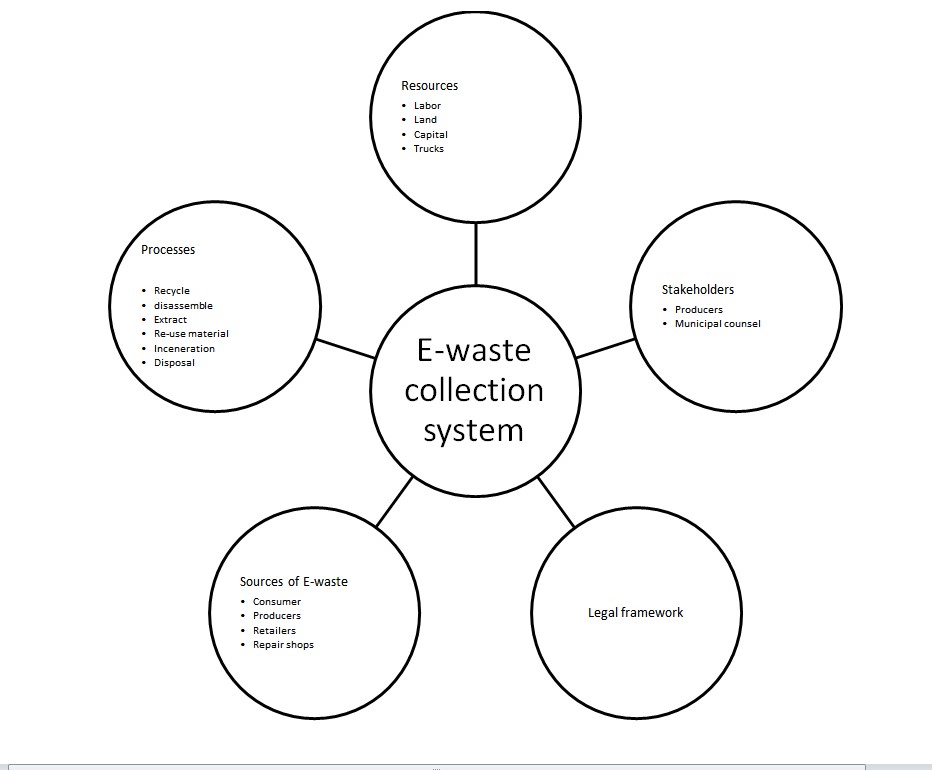 Resources
• Labor
• Land
• Capital
• Trucks
Processes
• Recycle
• disassemble
• Extract
• Re-use material
• Inceneration
• Disposal
Stakeholders
• Producers
• Municipal counsel
E-waste
collection
system
Sources of E-waste
• Consumer
• Producers
• Retailers
• Repair shops
Legal framework